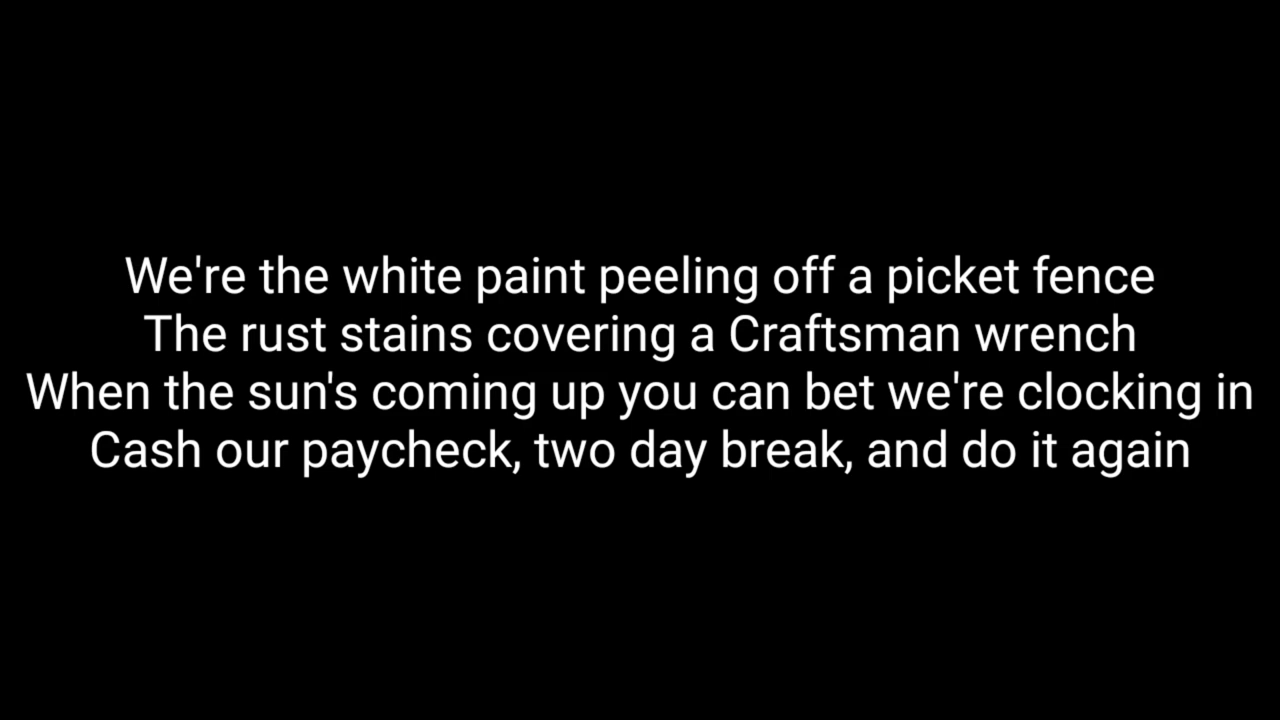 We're the white paint peeling off a picket fence
The rust stains covering a Craftsman wrench
When the sun's coming up you can bet we're clocking in
Cash our paycheck, two day break, and do it again